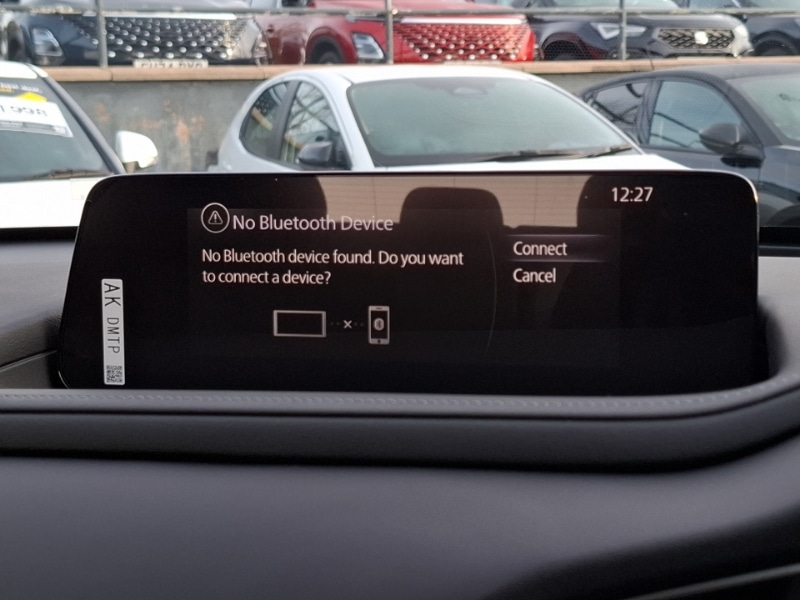 12:27
No Bluetooth Device
No Bluetooth device found. Do you want
to connect a device?
Connect
Cancel
AK DMTP